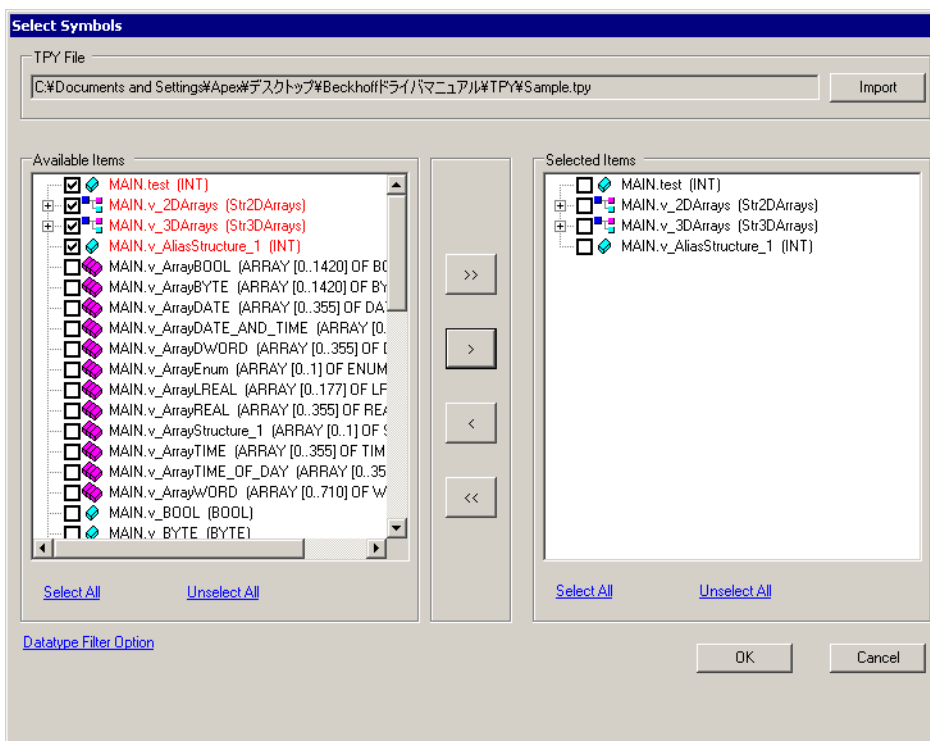 Select Symbols
TPY File
C:¥Documents and Settings¥Apex¥デスクトップ¥Beckhoffドライバマニュアル¥TPY¥Sample.tpy
Import
Available Items
MAIN.test (INT)
MAIN.v_2DArrays (Str2DArrays)
MAIN.v_3DArrays (Str3DArrays)
MAIN.v_AliasStructure_1 (INT)
MAIN.v_ArrayBOOL (ARRAY [0..1420] OF BO
MAIN.v_ArrayBYTE (ARRAY [0..1420] OF BY
MAIN.v_ArrayDATE (ARRAY [0..355] OF DA
MAIN.v_ArrayDATE_AND_TIME (ARRAY [0.
MAIN.v_ArrayDWORD (ARRAY [0..355] OF
MAIN.v_ArrayEnum (ARRAY [0..1] OF ENUM
MAIN.v_ArrayLREAL (ARRAY [0..177] OF
MAIN.v_ArrayREAL (ARRAY [0..355] OF REA
MAIN.v_ArrayStructure_1 (ARRAY [0..1] OF
MAIN.v_ArrayTIME (ARRAY [0..355] OF TIM
MAIN.v_ArrayTIME_OF_DAY (ARRAY [0..35
MAIN.v_ArrayWORD (ARRAY [0..710] OF W
MAIN.v_BOOL (BOOL)
MAIN.v_BYTE (BYTE)
Select All
Unselect All
>>
>
<
<<
Selected Items
MAIN.test (INT)
MAIN.v_2DArrays (Str2DArrays)
MAIN.v_3DArrays (Str3DArrays)
MAIN.v_AliasStructure_1 (INT)
Select All
Unselect All
Datatype Filter Option
OK
Cancel